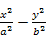 x²/a² − y²/b²